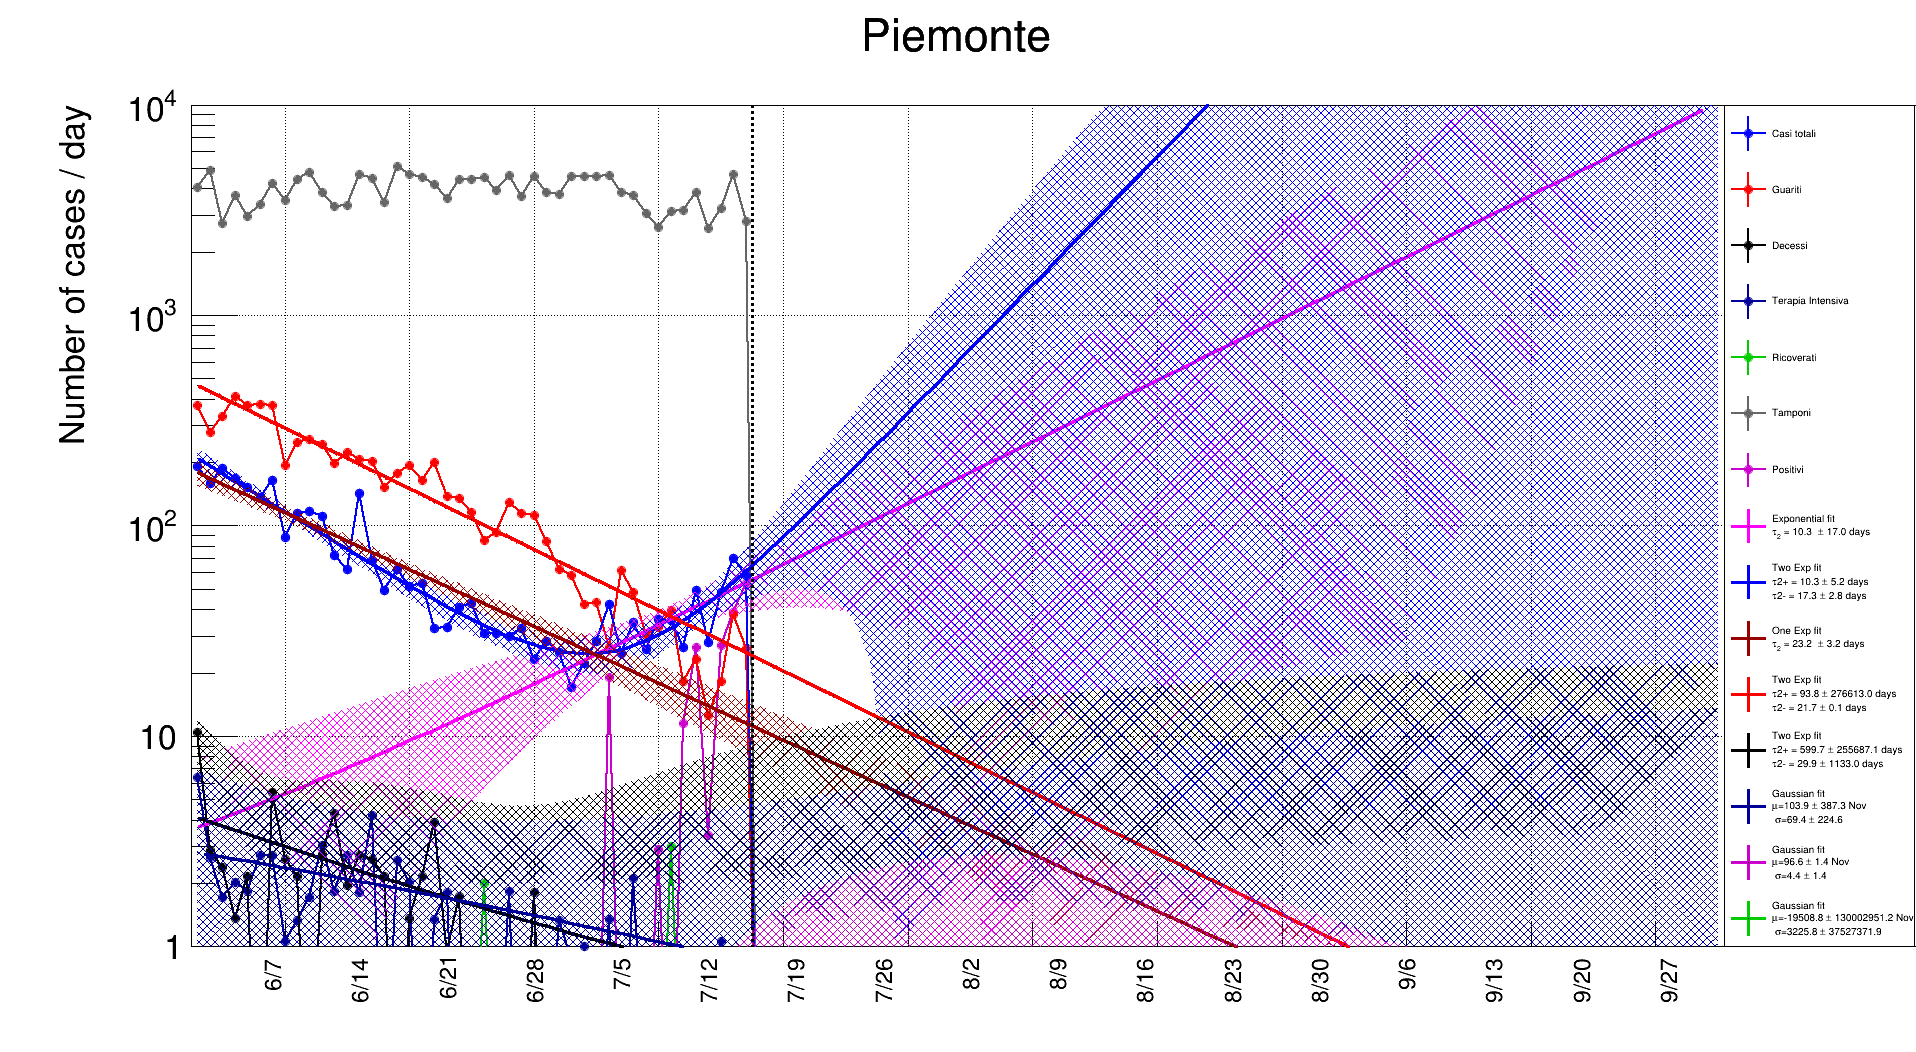 Piemonte
Number of cases / day
10^4
10^3
10^2
10
1
6/7
6/14
6/21
6/28
7/5
7/12
7/19
7/26
8/2
8/9
8/16
8/23
8/30
9/6
9/13
9/20
9/27
Casi totali
Guariti
Decessi
Terapia Intensiva
Ricoverati
Tamponi
Positivi
Exponential fit
τ₂ = 10.3 ± 17.0 days
Two Exp fit
τ2+ = 10.3 ± 5.2 days
τ2- = 17.3 ± 2.8 days
One Exp fit
τ₂ = 23.2 ± 3.2 days
Two Exp fit
τ2+ = 93.8 ± 276613.0 days
τ2- = 21.7 ± 0.1 days
Two Exp fit
τ2+ = 599.7 ± 255687.1 days
τ2- = 29.9 ± 1133.0 days
Gaussian fit
μ=103.9 ± 387.3 Nov
σ=69.4 ± 224.6
Gaussian fit
μ=96.6 ± 1.4 Nov
σ=4.4 ± 1.4
Gaussian fit
μ=-19508.8 ± 130002951.2 Nov
σ=3225.8 ± 37527371.9